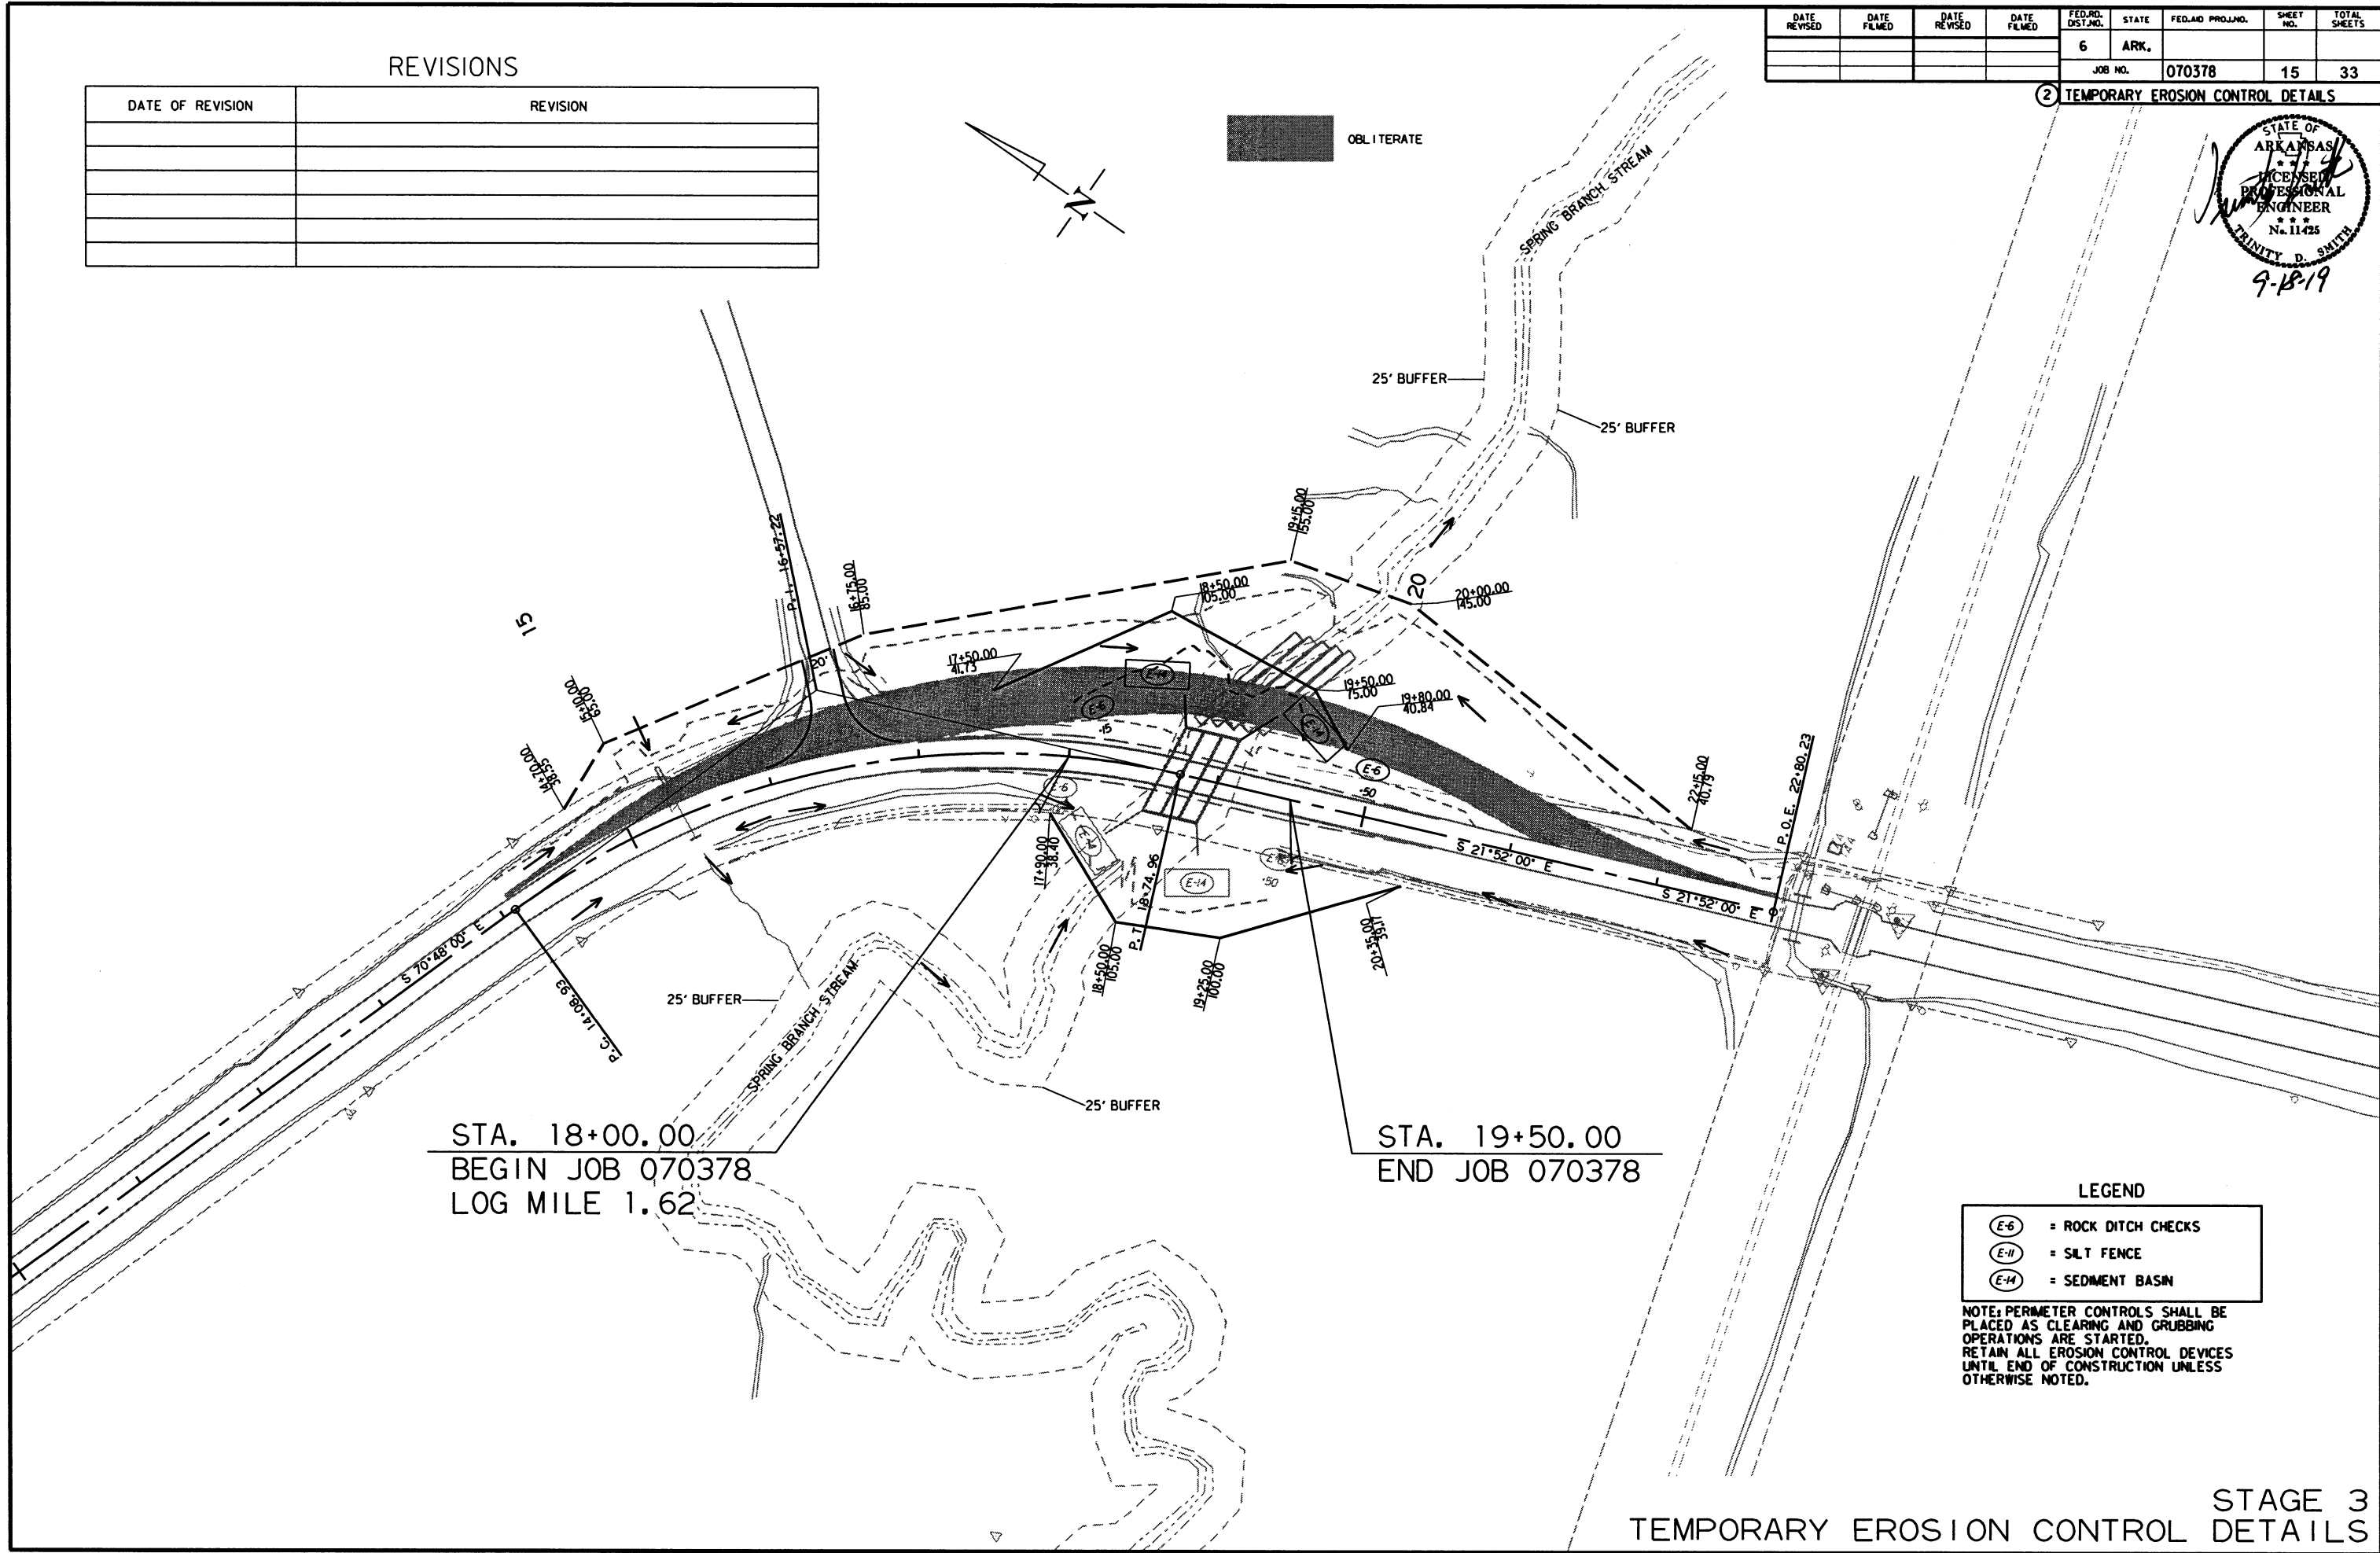 DATE REVISED
DATE FILMED
DATE REVISED
DATE FILMED
FED.RD. DIST.NO.
STATE
FED.AID PROJ.NO.
SHEET NO.
TOTAL SHEETS
6
ARK.
JOB NO.
070378
15
33
2
TEMPORARY EROSION CONTROL DETAILS
REVISIONS
DATE OF REVISION
REVISION
N
OBLITERATE
STATE OF
ARKANSAS
* * *
LICENSED
PROFESSIONAL
ENGINEER
* * *
No. 11425
TRINITY D. SMITH
9-18-19
SPRING BRANCH STREAM
25' BUFFER
25' BUFFER
15
20
P.I. 16+57.22
16+75.00
85.00
19+15.00
155.00
18+50.00
105.00
20+00.00
145.00
17+50.00
41.73
20'
15+10.00
65.00
14+70.00
38.55
E-14
E-6
-15
19+50.00
75.00
19+80.00
40.84
E-14
E-6
-50
E-6
E-14
17+90.00
38.40
E-14
E-6
-50
22+15.00
40.79
P.O.E. 22+80.23
S 21°52'00" E
S 21°52'00" E
S 70°48'00" E
P.C. 14+08.93
P.T. 18+74.96
18+50.00
105.00
19+25.00
100.00
20+35.00
39.11
25' BUFFER
SPRING BRANCH STREAM
25' BUFFER
STA. 18+00.00
BEGIN JOB 070378
LOG MILE 1.62
STA. 19+50.00
END JOB 070378
LEGEND
E-6 = ROCK DITCH CHECKS
E-11 = SILT FENCE
E-14 = SEDIMENT BASIN
NOTE: PERIMETER CONTROLS SHALL BE
PLACED AS CLEARING AND GRUBBING
OPERATIONS ARE STARTED.
RETAIN ALL EROSION CONTROL DEVICES
UNTIL END OF CONSTRUCTION UNLESS
OTHERWISE NOTED.
STAGE 3
TEMPORARY EROSION CONTROL DETAILS